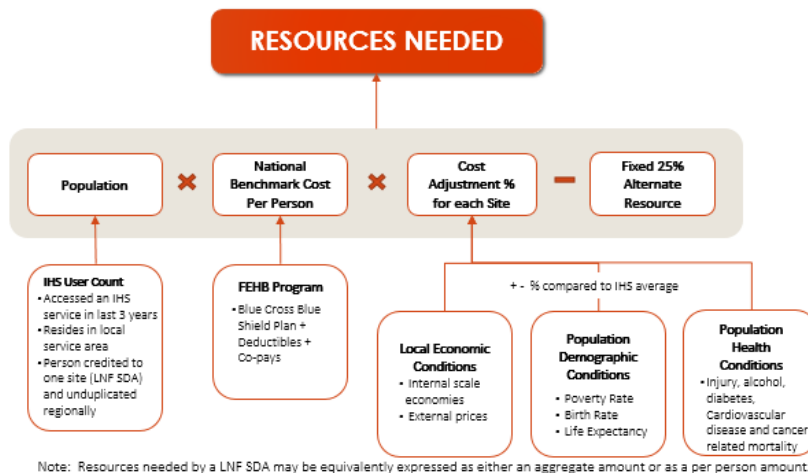 RESOURCES NEEDED
Population
×
National
Benchmark Cost
Per Person
×
Cost
Adjustment %
for each Site
–
Fixed 25%
Alternate
Resource
IHS User Count
▪ Accessed an IHS
service in last 3 years
▪ Resides in local
service area
▪ Person credited to
one site (LNF SDA)
and unduplicated
regionally
FEHB Program
▪ Blue Cross Blue
Shield Plan +
Deductibles +
Co-pays
+ - % compared to IHS average
Local Economic
Conditions
• Internal scale
economies
• External prices
Population
Demographic
Conditions
• Poverty Rate
• Birth Rate
• Life Expectancy
Population
Health
Conditions
• Injury, alcohol,
diabetes,
Cardiovascular
disease and cancer
related mortality
Note: Resources needed by a LNF SDA may be equivalently expressed as either an aggregate amount or as a per person amount